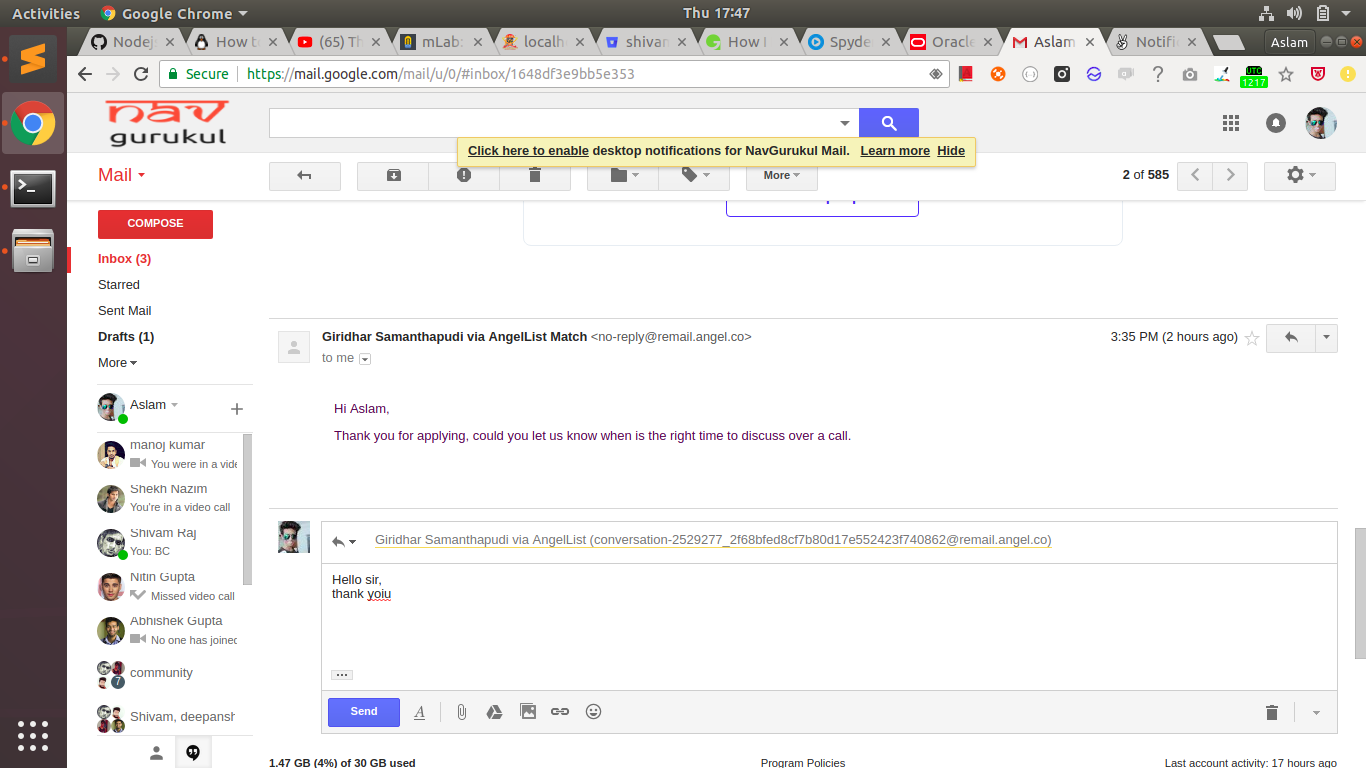 Activities Google Chrome Thu 17:47
Nodej How to (65) Th mLab: localh shivan How I Spyde Oracle Aslam Notifi Aslam
Secure https://mail.google.com/mail/u/0/#inbox/1648df3e9bb5e353 UTC 1217
nav
gurukul
Click here to enable desktop notifications for NavGurukul Mail. Learn more Hide
Mail More 2 of 585
COMPOSE
Inbox (3)
Starred
Sent Mail
Drafts (1)
More
Giridhar Samanthapudi via AngelList Match <no-reply@remail.angel.co> 3:35 PM (2 hours ago)
to me
Hi Aslam,
Thank you for applying, could you let us know when is the right time to discuss over a call.
Aslam
manoj kumar
You were in a vide
Shekh Nazim
You're in a video call
Shivam Raj
You: BC
Nitin Gupta
Missed video call
Abhishek Gupta
No one has joined
community
7
Shivam, deepansh
Giridhar Samanthapudi via AngelList (conversation-2529277_2f68bfed8cf7b80d17e552423f740862@remail.angel.co)
Hello sir,
thank yoiu
Send A
1.47 GB (4%) of 30 GB used Program Policies Last account activity: 17 hours ago